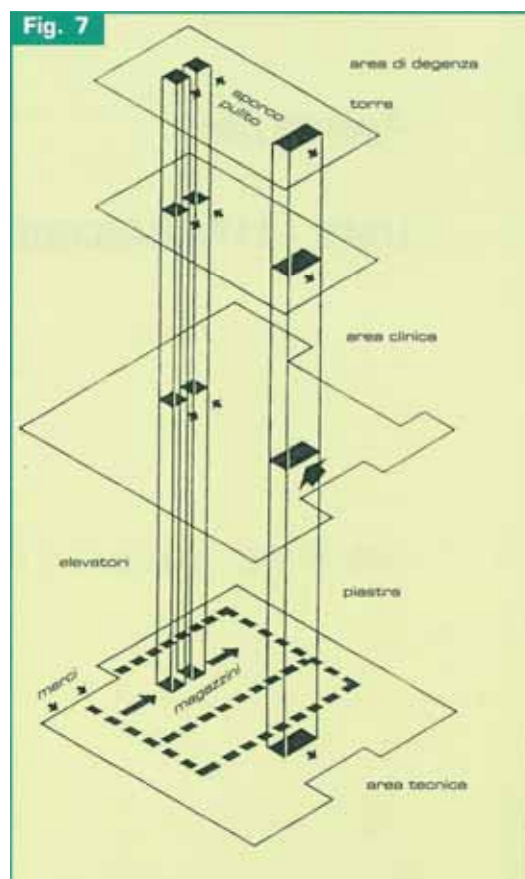 Fig. 7
area di degenza
torre
sporco
pulito
area clinica
elevatori
piastra
merci
magazzini
area tecnica